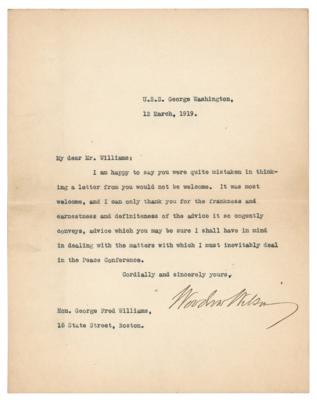 U.S.S. George Washington,
12 March, 1919.
My dear Mr. Williams:
I am happy to say you were quite mistaken in think-
ing a letter from you would not be welcome. It was most
welcome, and I can only thank you for the frankness and
earnestness and definiteness of the advice it so cogently
conveys, advice which you may be sure I shall have in mind
in dealing with the matters with which I must inevitably deal
in the Peace Conference.
Cordially and sincerely yours,
Woodrow Wilson
Hon. George Fred Williams,
15 State Street, Boston.